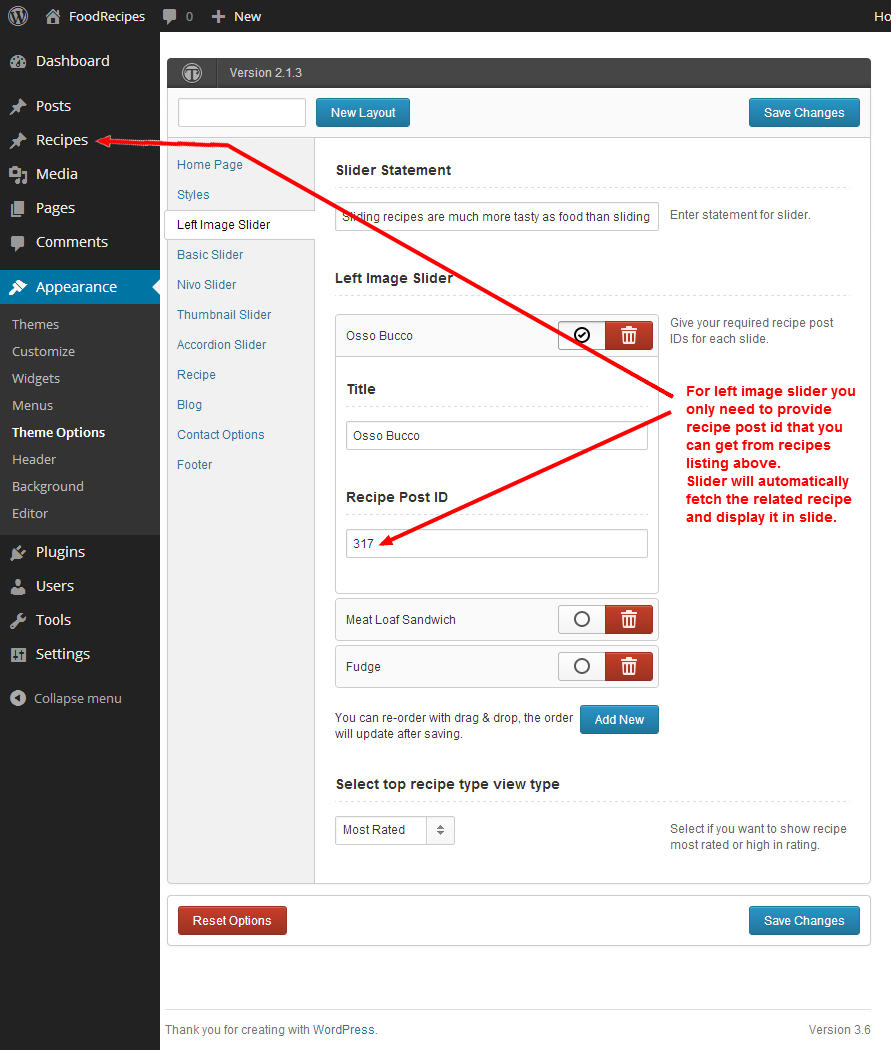 FoodRecipes 0 New Ho
Dashboard
Posts
Recipes
Media
Pages
Comments
Appearance
Themes
Customize
Widgets
Menus
Theme Options
Header
Background
Editor
Plugins
Users
Tools
Settings
Collapse menu
Version 2.1.3
New Layout Save Changes
Home Page
Styles
Left Image Slider
Basic Slider
Nivo Slider
Thumbnail Slider
Accordion Slider
Recipe
Blog
Contact Options
Footer
Slider Statement
Sliding recipes are much more tasty as food than sliding
Enter statement for slider.
Left Image Slider
Osso Bucco
Give your required recipe post
IDs for each slide.
Title
Osso Bucco
Recipe Post ID
317
For left image slider you
only need to provide
recipe post id that you
can get from recipes
listing above.
Slider will automatically
fetch the related recipe
and display it in slide.
Meat Loaf Sandwich
Fudge
You can re-order with drag & drop, the order
will update after saving.
Add New
Select top recipe type view type
Most Rated
Select if you want to show recipe
most rated or high in rating.
Reset Options Save Changes
Thank you for creating with WordPress. Version 3.6